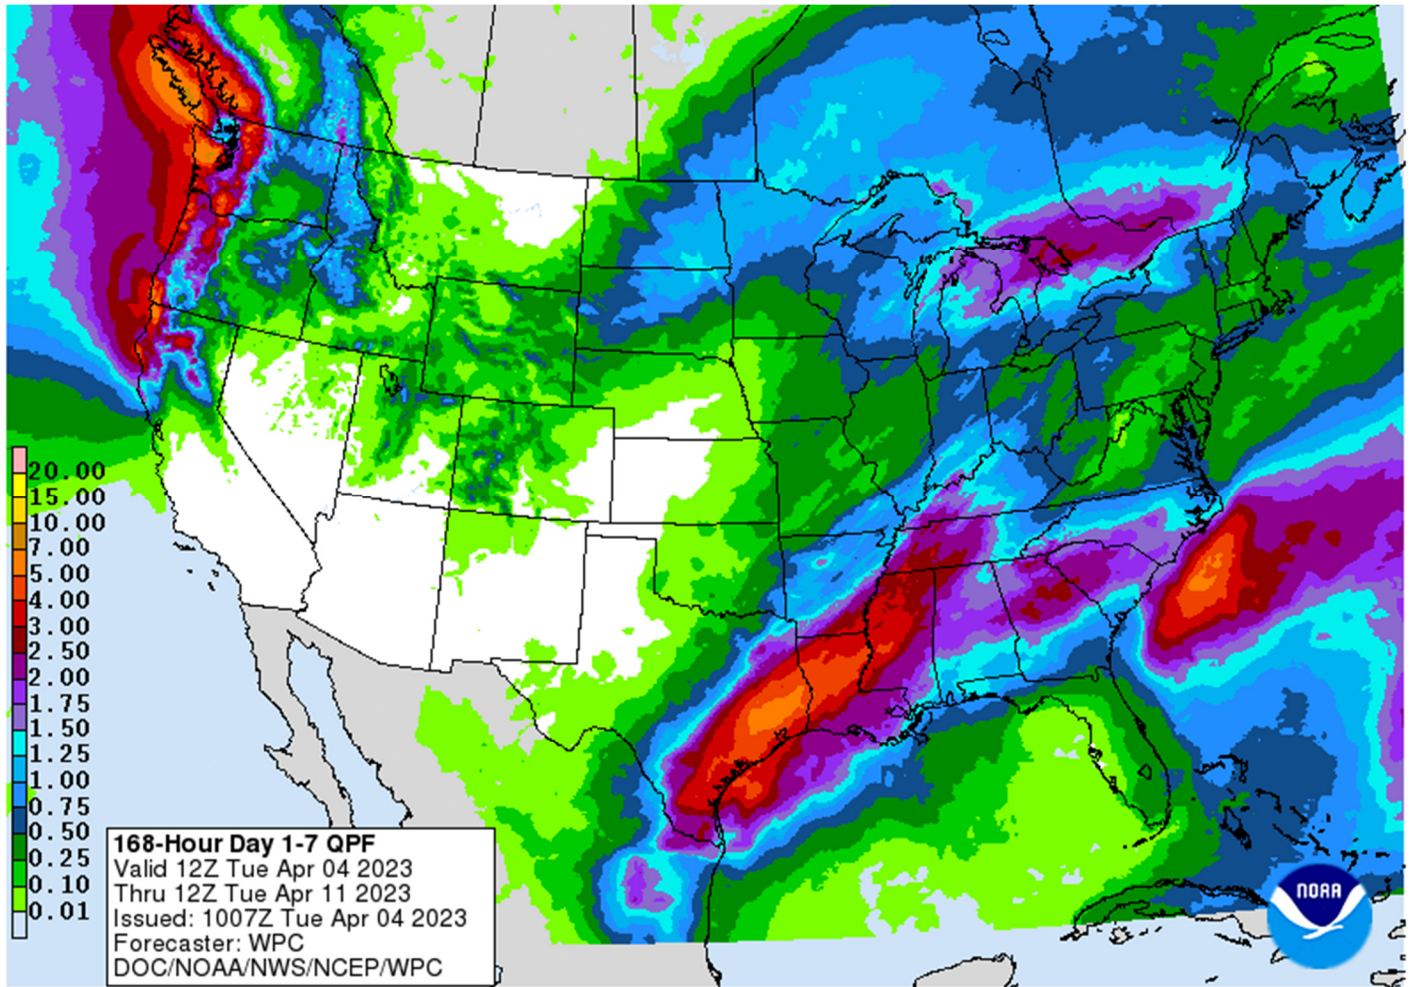 20.00
15.00
10.00
7.00
5.00
4.00
3.00
2.50
2.00
1.75
1.50
1.25
1.00
0.75
0.50
0.25
0.10
0.01
168-Hour Day 1-7 QPF
Valid 12Z Tue Apr 04 2023
Thru 12Z Tue Apr 11 2023
Issued: 1007Z Tue Apr 04 2023
Forecaster: WPC
DOC/NOAA/NWS/NCEP/WPC
NOAA